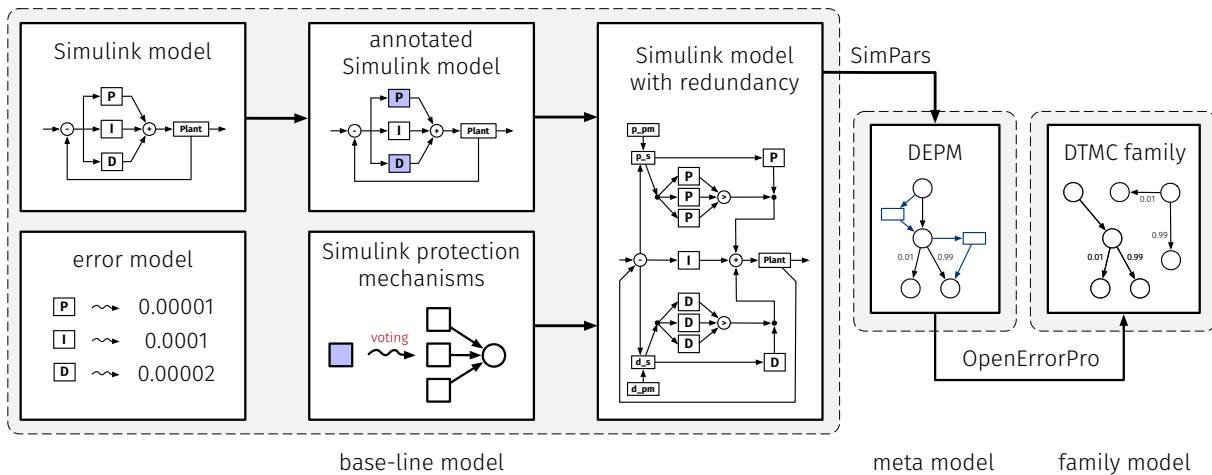 Simulink model
P
-
I
+
Plant
D
annotated
Simulink model
P
-
I
+
Plant
D
Simulink model
with redundancy
p_pm
p_s
P
P
P
>
P
-
I
+
Plant
D
D
>
D
d_s
D
d_pm
SimPars
DEPM
0.01
0.99
DTMC family
0.01
0.99
0.01
0.99
error model
P
0.00001
I
0.0001
D
0.00002
Simulink protection
mechanisms
voting
OpenErrorPro
base-line model
meta model
family model